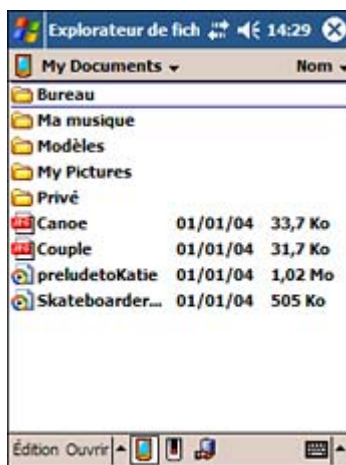 Explorateur de fich 14:29
My Documents Nom
Bureau
Ma musique
Modèles
My Pictures
Privé
Canoe 01/01/04 33,7 Ko
Couple 01/01/04 31,7 Ko
preludetoKatie 01/01/04 1,02 Mo
Skateboarder... 01/01/04 505 Ko
Édition Ouvrir